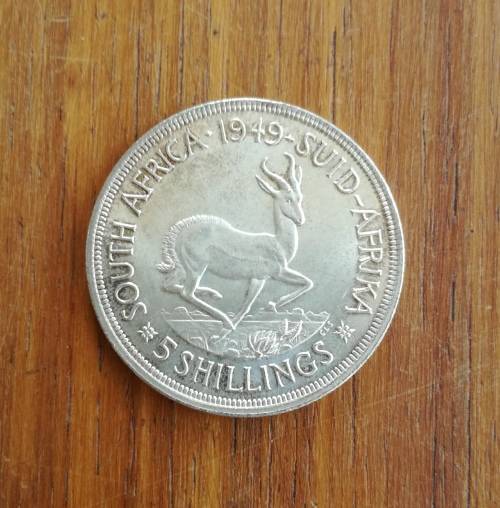 SOUTH AFRICA · 1949 - SUID-AFRIKA
5 SHILLINGS